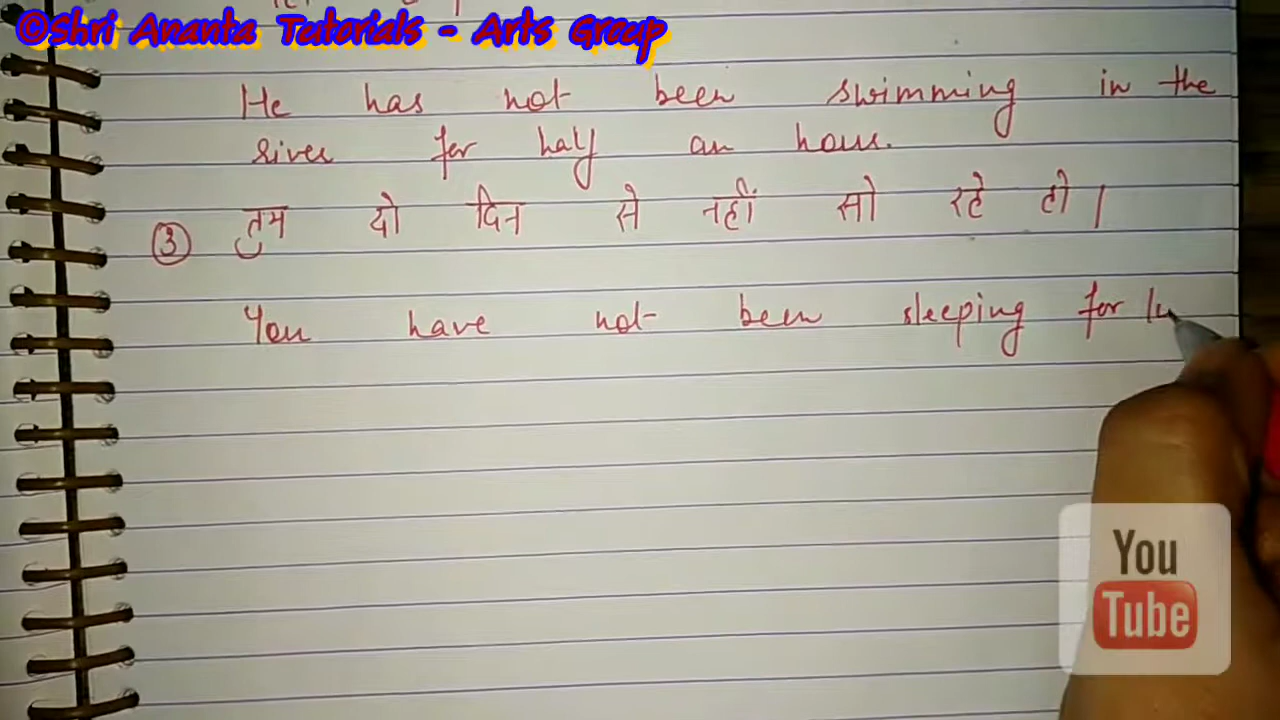 ©Shri Ananta Tutorials - Arts Group
He has not been swimming in the
river for half an hour.
③ तुम दो दिन से नहीं सो रहे हो।
You have not been sleeping for
You
Tube